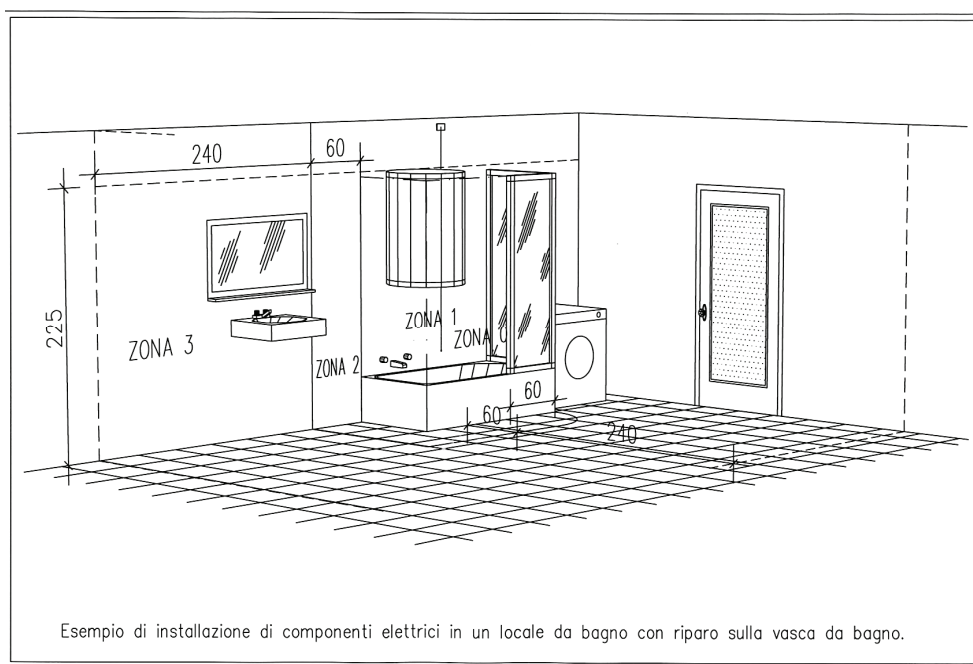 240
60
225
ZONA 3
ZONA 1
ZONA 0
ZONA 2
60
60
240
Esempio di installazione di componenti elettrici in un locale da bagno con riparo sulla vasca da bagno.